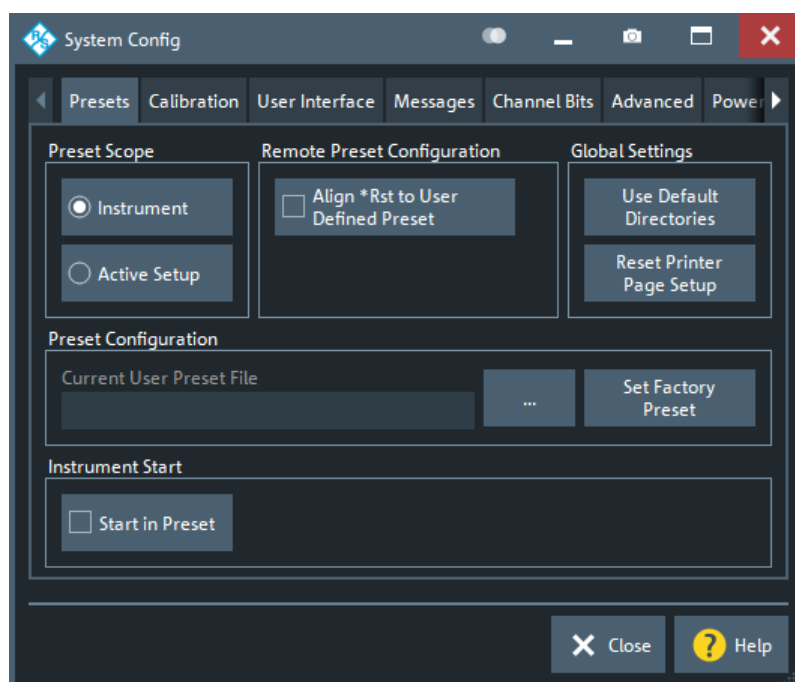 R&S System Config
Presets Calibration User Interface Messages Channel Bits Advanced Power
Preset Scope Remote Preset Configuration Global Settings
Instrument
Active Setup
Align *Rst to User
Defined Preset
Use Default
Directories
Reset Printer
Page Setup
Preset Configuration
Current User Preset File
...
Set Factory
Preset
Instrument Start
Start in Preset
Close ? Help